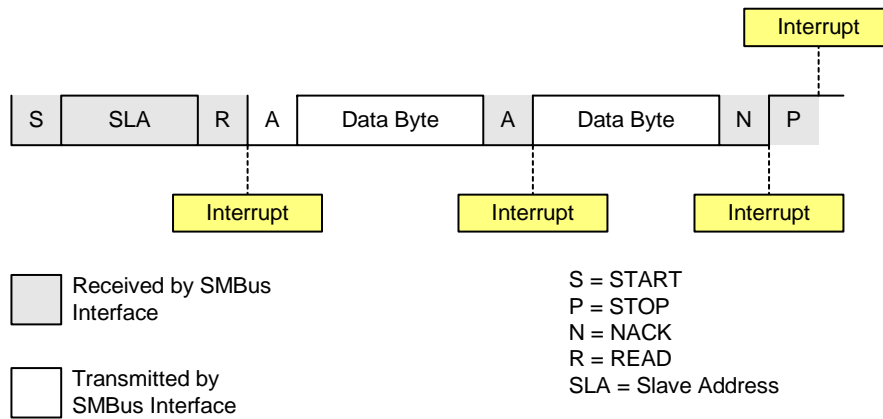 Interrupt
S SLA R A Data Byte A Data Byte N P
Interrupt Interrupt Interrupt
Received by SMBus
Interface
Transmitted by
SMBus Interface
S = START
P = STOP
N = NACK
R = READ
SLA = Slave Address